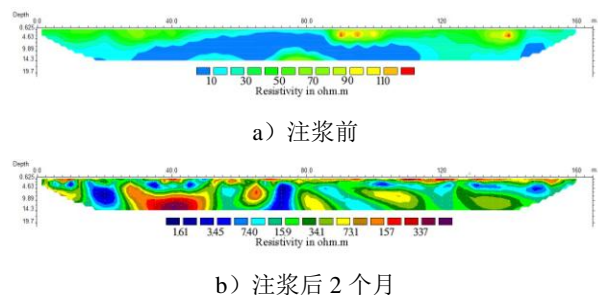 Depth 0.0 40.0 80.0 120 160 m.
0.625
4.63
9.89
14.3
19.7
10 30 50 70 90 110
Resistivity in ohm.m
a）注浆前
Depth 0.0 40.0 80.0 120 160 m.
0.625
4.63
9.89
14.3
19.7
1.61 3.45 7.40 15.9 34.1 73.1 157 337
Resistivity in ohm.m
b）注浆后 2 个月